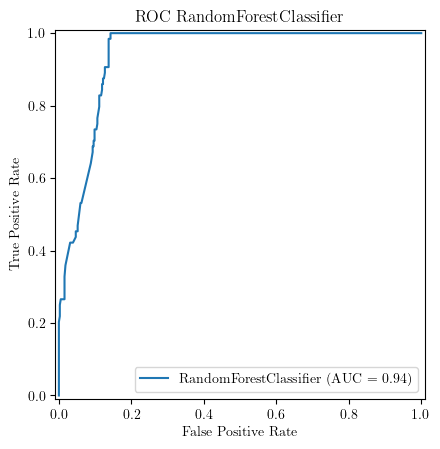 ROC RandomForestClassifier
1.0
0.8
0.6
0.4
0.2
0.0
True Positive Rate
RandomForestClassifier (AUC = 0.94)
0.0 0.2 0.4 0.6 0.8 1.0
False Positive Rate